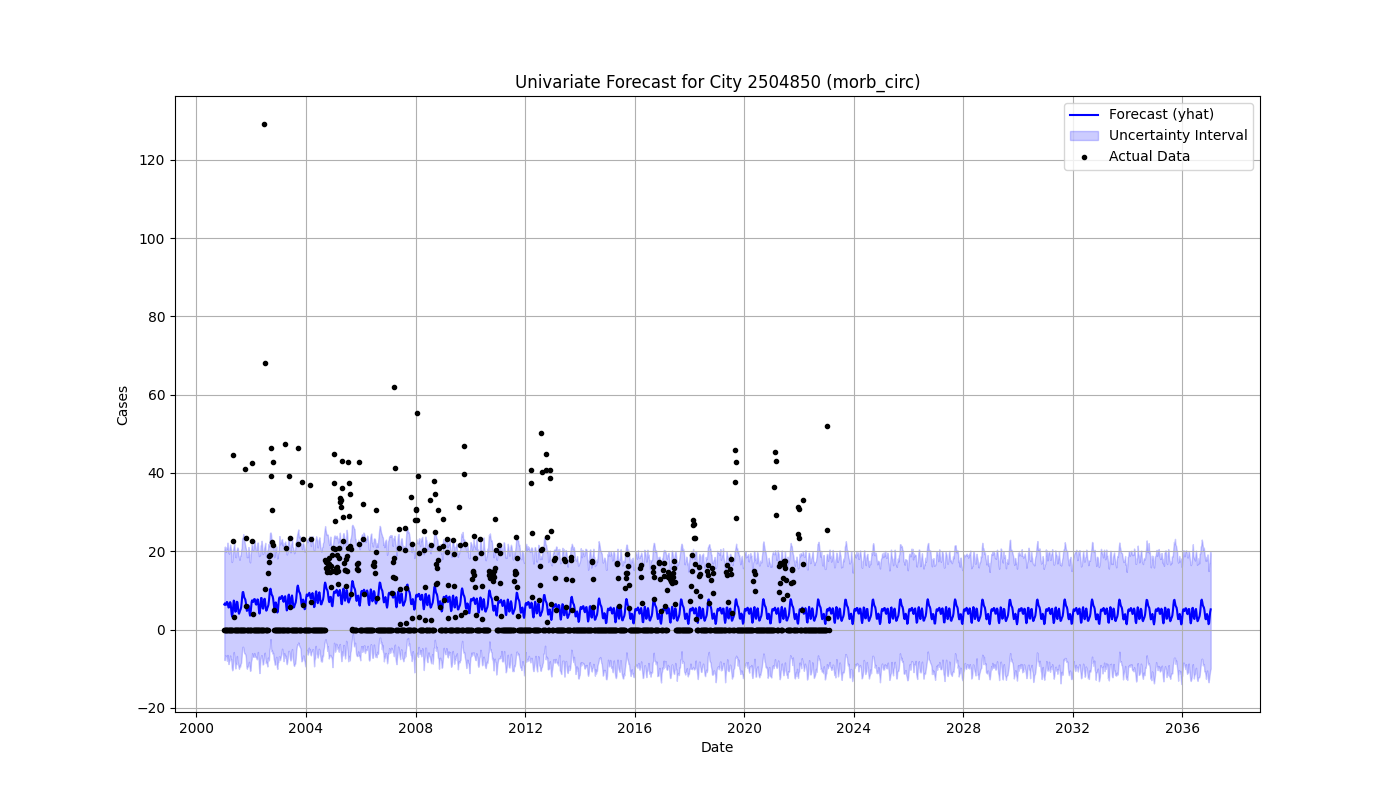 Univariate Forecast for City 2504850 (morb_circ)
Forecast (yhat)
Uncertainty Interval
Actual Data
Cases
120
100
80
60
40
20
0
−20
2000 2004 2008 2012 2016 2020 2024 2028 2032 2036
Date